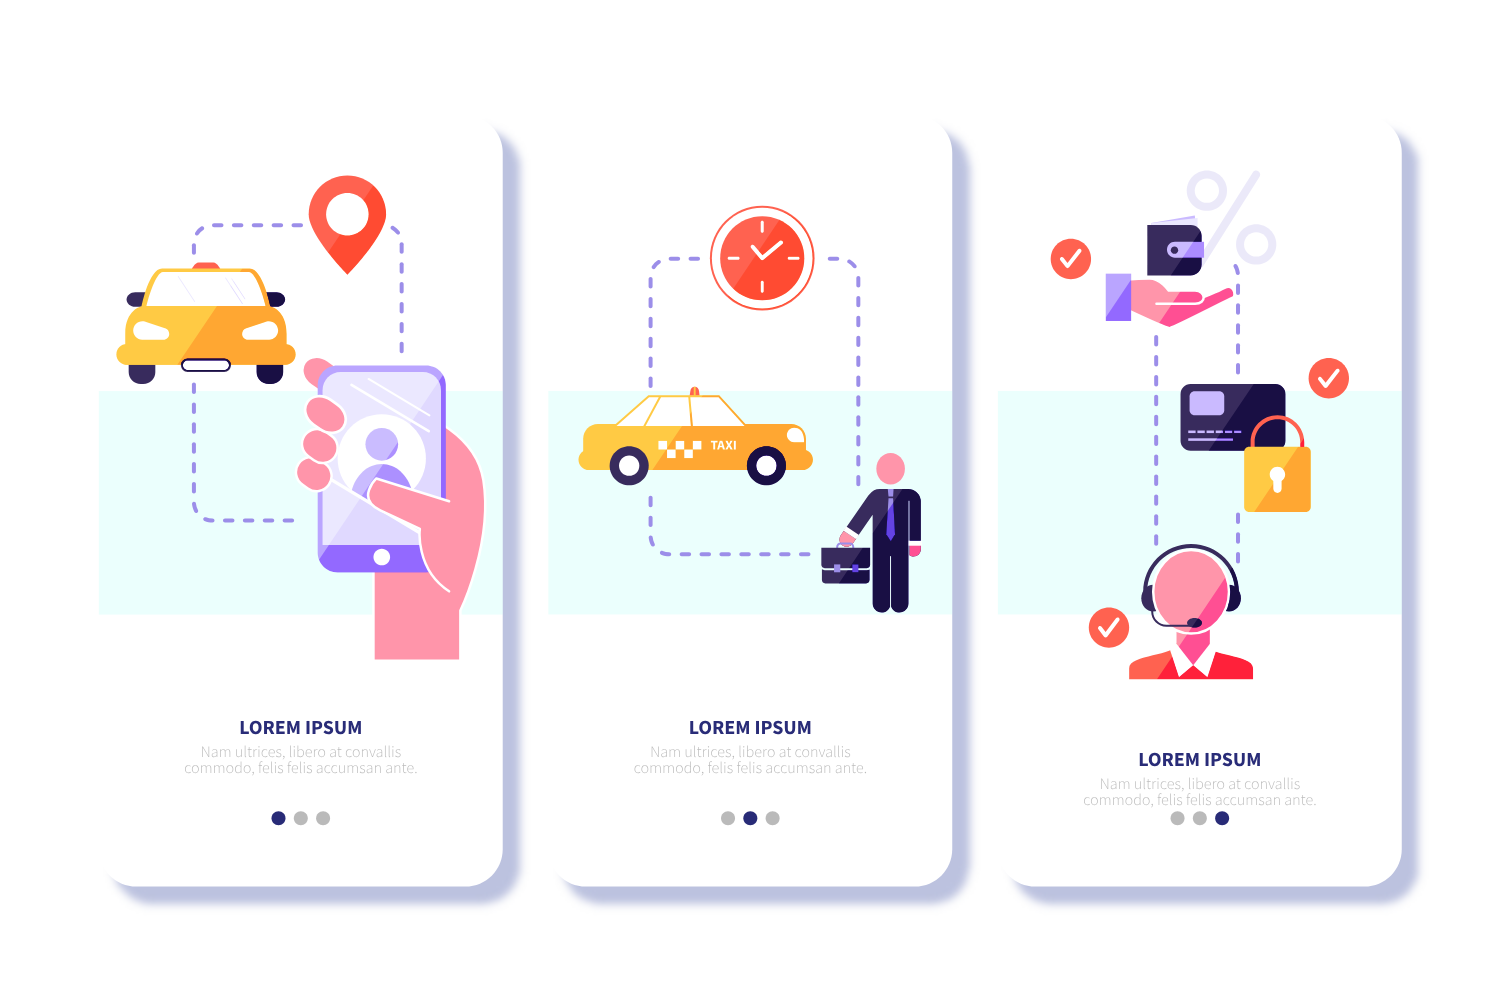 LOREM IPSUM
Nam ultrices, libero at convallis
commodo, felis felis accumsan ante.
TAXI
LOREM IPSUM
Nam ultrices, libero at convallis
commodo, felis felis accumsan ante.
LOREM IPSUM
Nam ultrices, libero at convallis
commodo, felis felis accumsan ante.